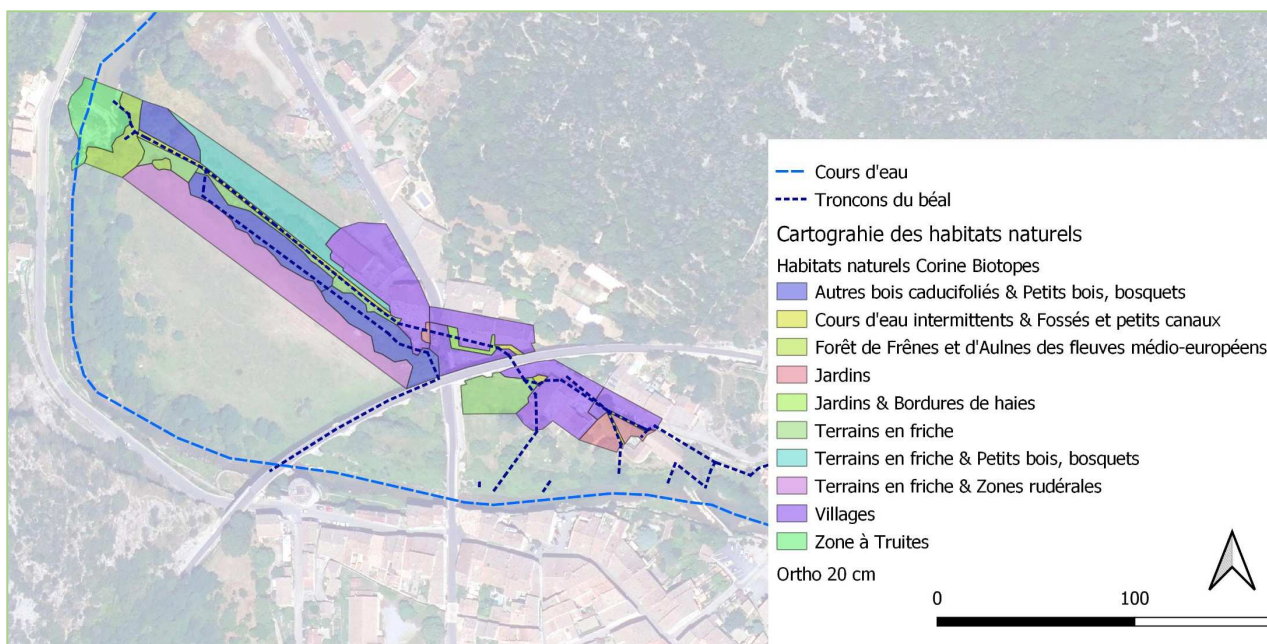 Cours d'eau
Troncons du béal
Cartograhie des habitats naturels
Habitats naturels Corine Biotopes
Autres bois caducifoliés & Petits bois, bosquets
Cours d'eau intermittents & Fossés et petits canaux
Forêt de Frênes et d'Aulnes des fleuves médio-européens
Jardins
Jardins & Bordures de haies
Terrains en friche
Terrains en friche & Petits bois, bosquets
Terrains en friche & Zones rudérales
Villages
Zone à Truites
Ortho 20 cm
0 100